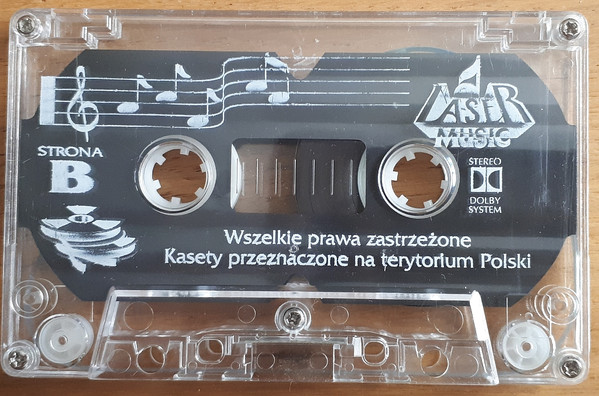 LASER
MUSIC
STRONA
B
STEREO
DOLBY
SYSTEM
Wszelkie prawa zastrzeżone
Kasety przeznaczone na terytorium Polski